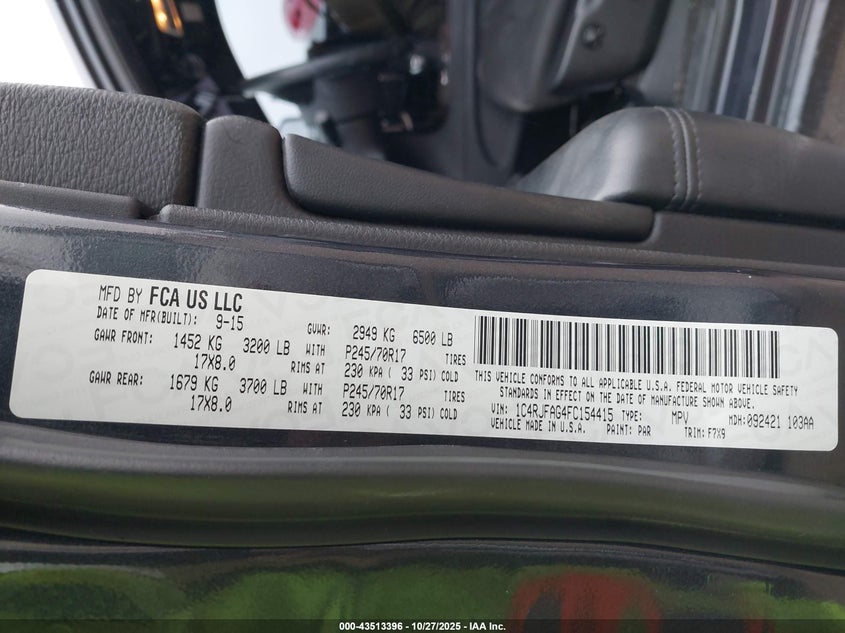 MFD BY FCA US LLC
DATE OF MFR(BUILT): 9-15 GVWR: 2949 KG 6500 LB
GAWR FRONT: 1452 KG 3200 LB WITH P245/70R17 TIRES
17X8.0 RIMS AT 230 KPA ( 33 PSI) COLD
GAWR REAR: 1679 KG 3700 LB WITH P245/70R17 TIRES
17X8.0 RIMS AT 230 KPA ( 33 PSI) COLD
THIS VEHICLE CONFORMS TO ALL APPLICABLE U.S.A. FEDERAL MOTOR VEHICLE SAFETY
STANDARDS IN EFFECT ON THE DATE OF MANUFACTURE SHOWN ABOVE.
VIN: 1C4RJFAG4FC154415 TYPE: MPV MDH:092421 103AA
VEHICLE MADE IN U.S.A. PAINT: PAR TRIM: F7X9
000-43513396 - 10/27/2025 - IAA Inc.